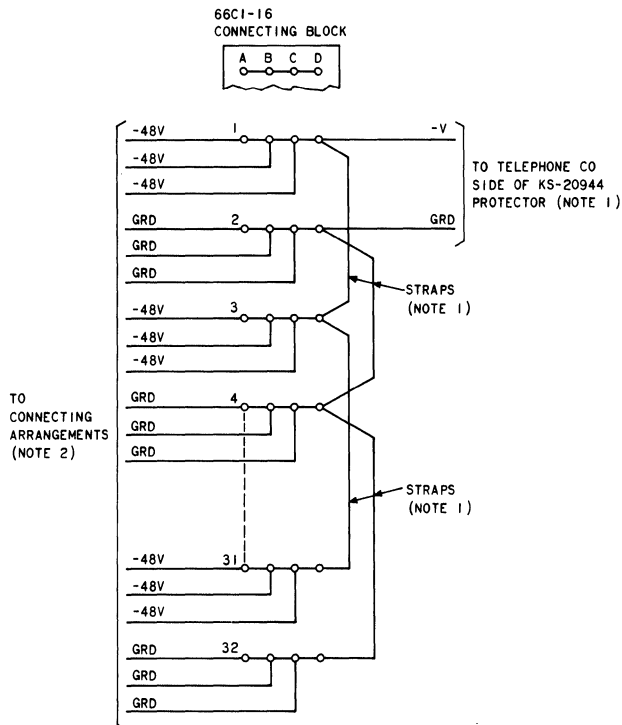 66C1-16
CONNECTING BLOCK
A B C D
-48V 1 -V
-48V
-48V
TO TELEPHONE CO
SIDE OF KS-20944
PROTECTOR (NOTE 1)
GRD 2 GRD
GRD
GRD
STRAPS
(NOTE 1)
-48V 3
-48V
-48V
TO
CONNECTING
ARRANGEMENTS
(NOTE 2)
GRD 4
GRD
GRD
STRAPS
(NOTE 1)
-48V 31
-48V
-48V
GRD 32
GRD
GRD